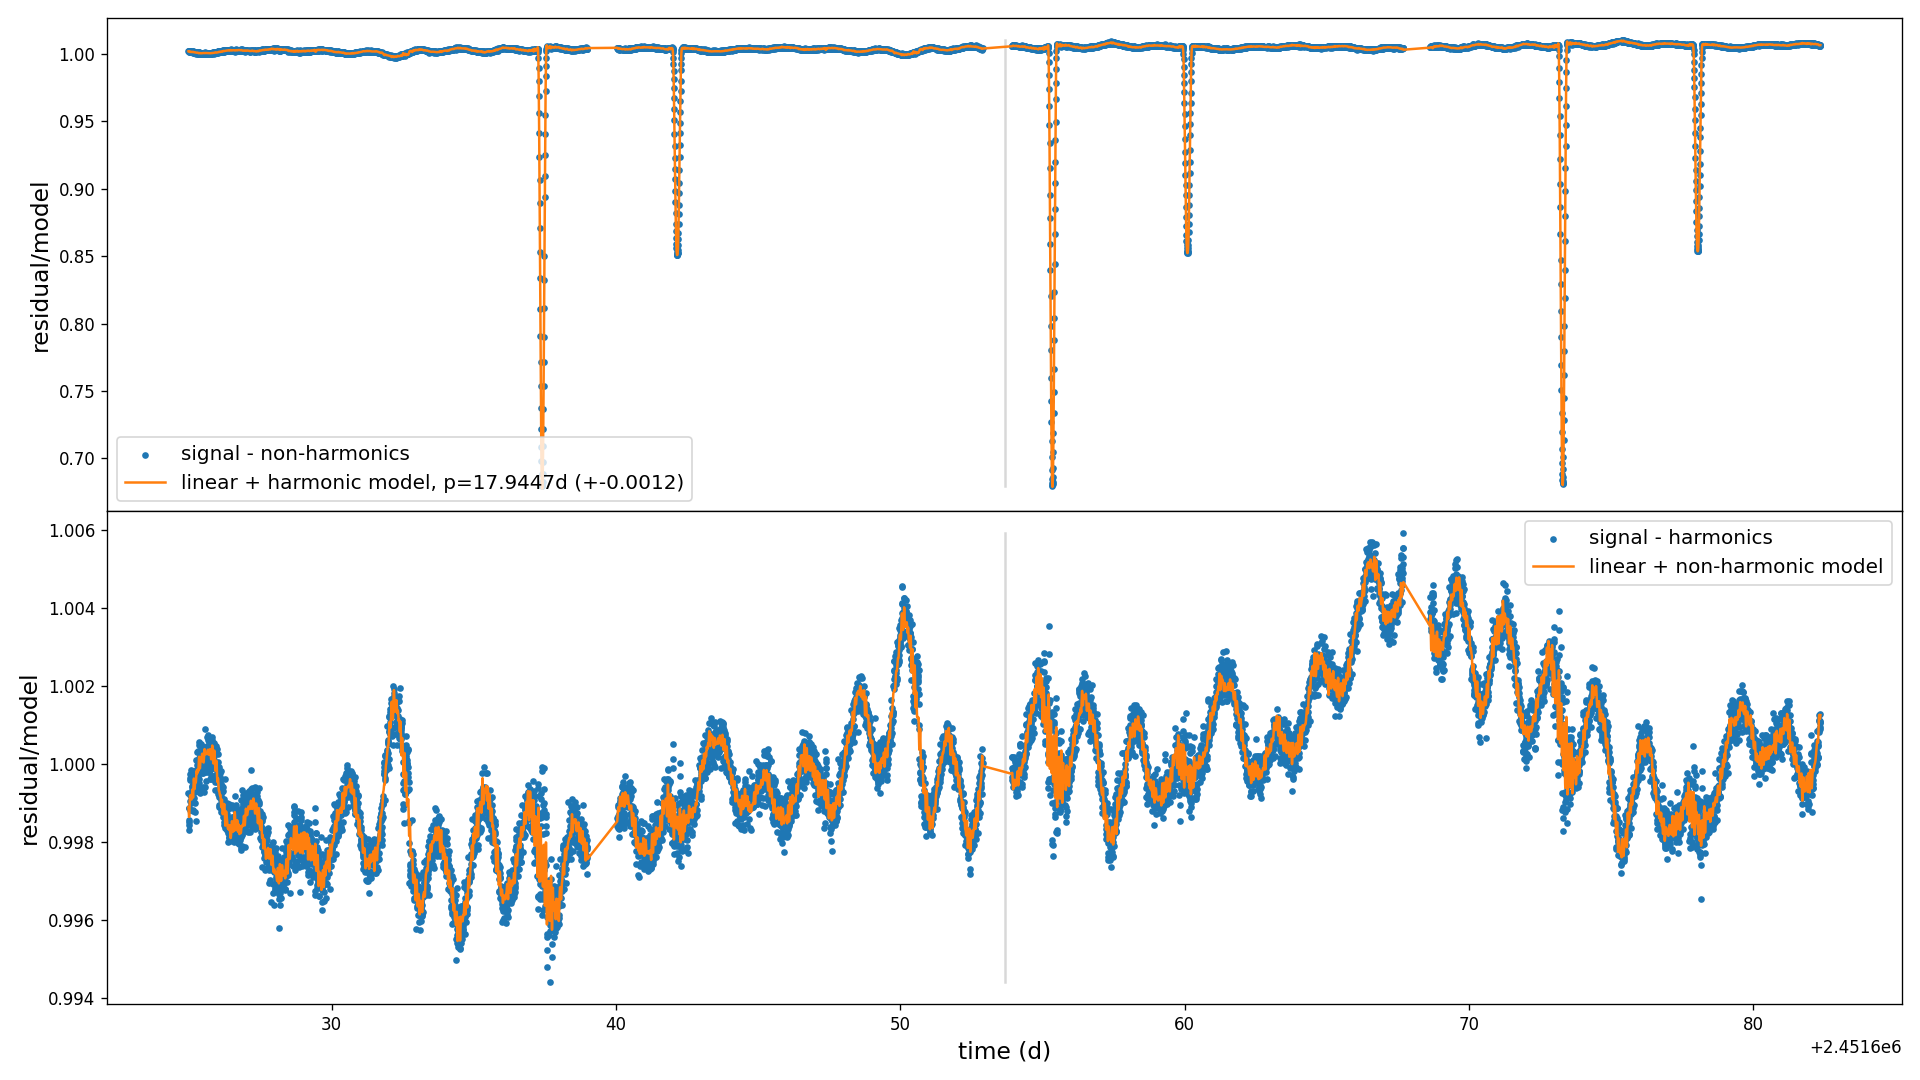 1.00
0.95
0.90
0.85
0.80
0.75
0.70
residual/model
signal - non-harmonics
linear + harmonic model, p=17.9447d (+-0.0012)
1.006
1.004
1.002
1.000
0.998
0.996
0.994
residual/model
signal - harmonics
linear + non-harmonic model
30 40 50 60 70 80
time (d)
+2.4516e6